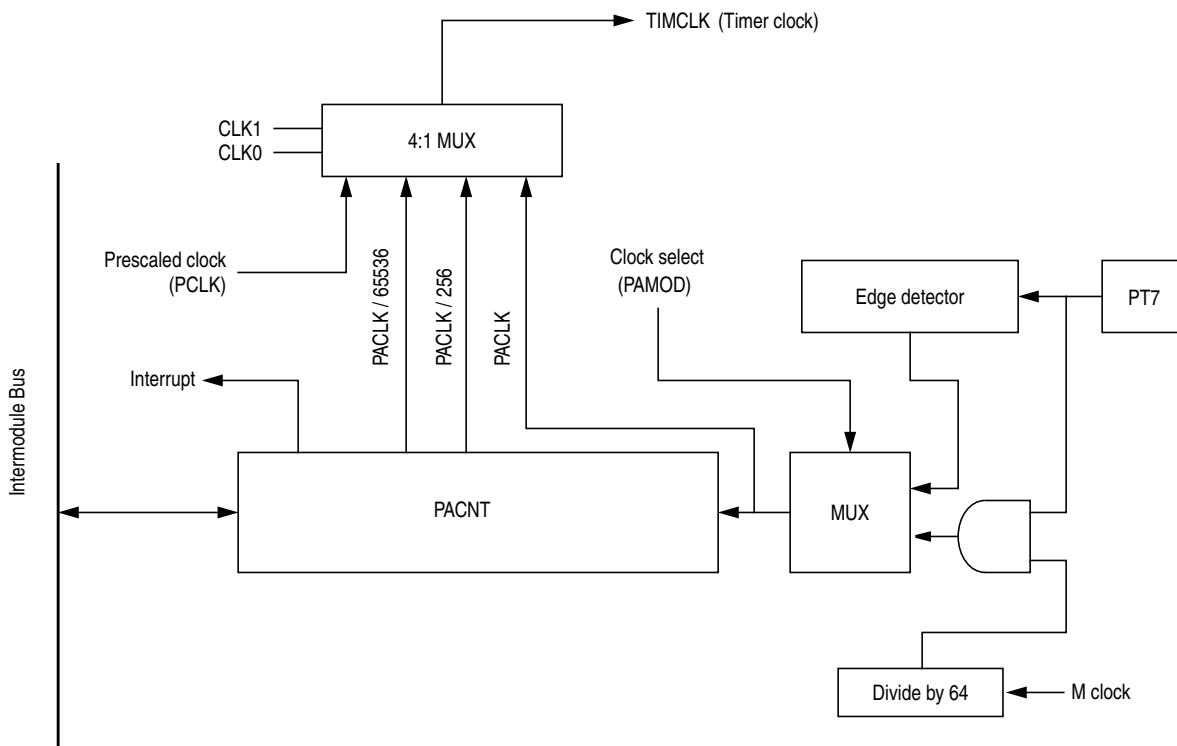 TIMCLK (Timer clock)
CLK1
CLK0
4:1 MUX
Prescaled clock
(PCLK)
PACLK / 65536
PACLK / 256
PACLK
Clock select
(PAMOD)
Edge detector
PT7
Interrupt
Intermodule Bus
PACNT
MUX
Divide by 64
M clock